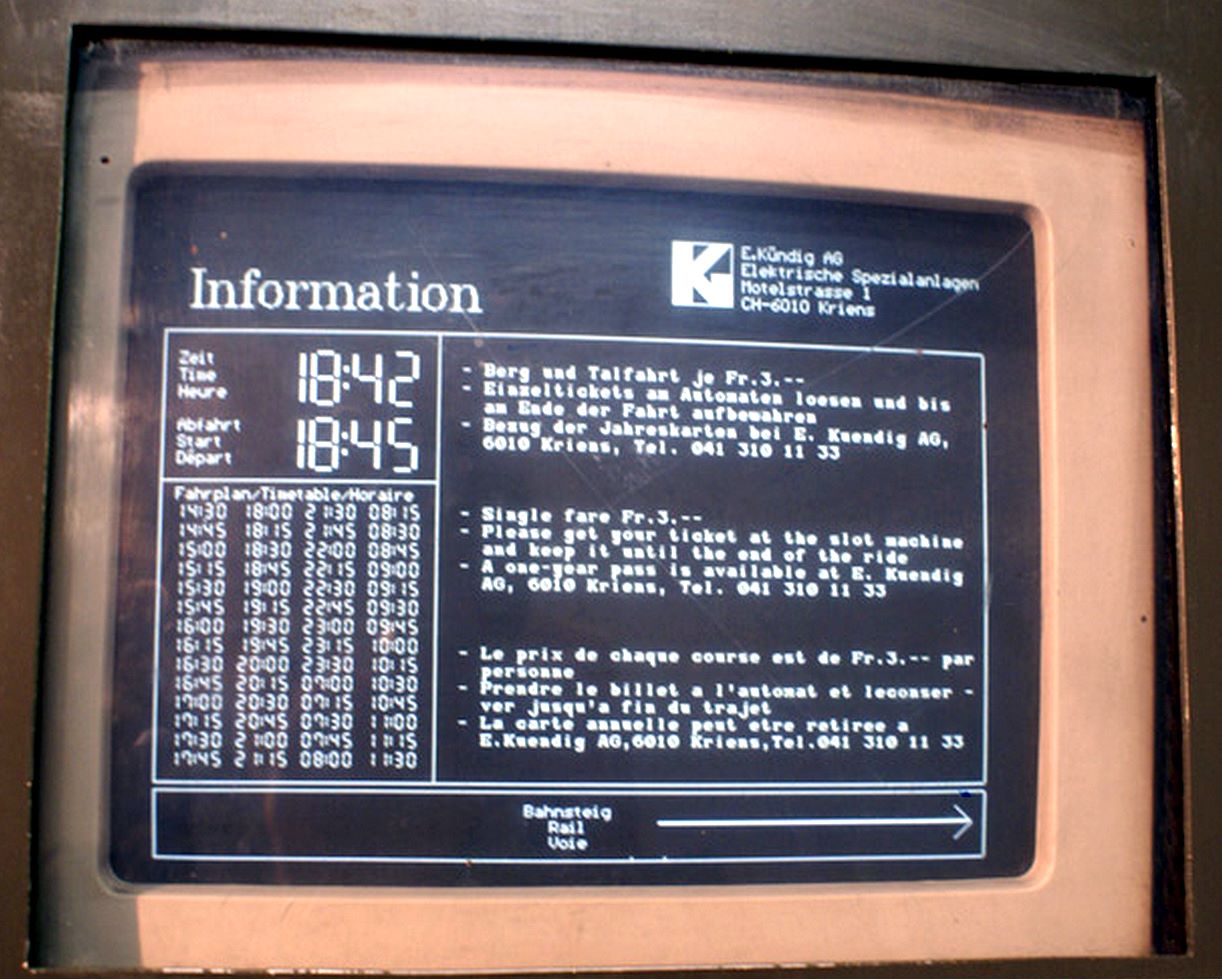 Information
E.Kündig AG
Elektrische Spezialanlagen
Motelstrasse 1
CH-6010 Kriens
Zeit
Time
Heure
18:42
Abfahrt
Start
Départ
18:45
Fahrplan/Timetable/Horaire
14:30 18:00 21:30 08:15
14:45 18:15 21:45 08:30
15:00 18:30 22:00 08:45
15:15 18:45 22:15 09:00
15:30 19:00 22:30 09:15
15:45 19:15 22:45 09:30
16:00 19:30 23:00 09:45
16:15 19:45 23:15 10:00
16:30 20:00 23:30 10:15
16:45 20:15 07:00 10:30
17:00 20:30 07:15 10:45
17:15 20:45 07:30 11:00
17:30 21:00 07:45 11:15
17:45 21:15 08:00 11:30
- Berg und Talfahrt je Fr.3.--
- Einzeltickets am Automaten loesen und bis
am Ende der Fahrt aufbewahren
- Bezug der Jahreskarten bei E. Kuendig AG,
6010 Kriens, Tel. 041 310 11 33
- Single fare Fr.3.--
- Please get your ticket at the slot machine
and keep it until the end of the ride
- A one-year pass is available at E. Kuendig
AG, 6010 Kriens, Tel. 041 310 11 33
- Le prix de chaque course est de Fr.3.-- par
personne
- Prendre le billet a l'automat et leconser -
ver jusqu'a fin du trajet
- La carte annuelle peut etre retiree a
E.Kuendig AG,6010 Kriens,Tel.041 310 11 33
Bahnsteig
Rail
Voie